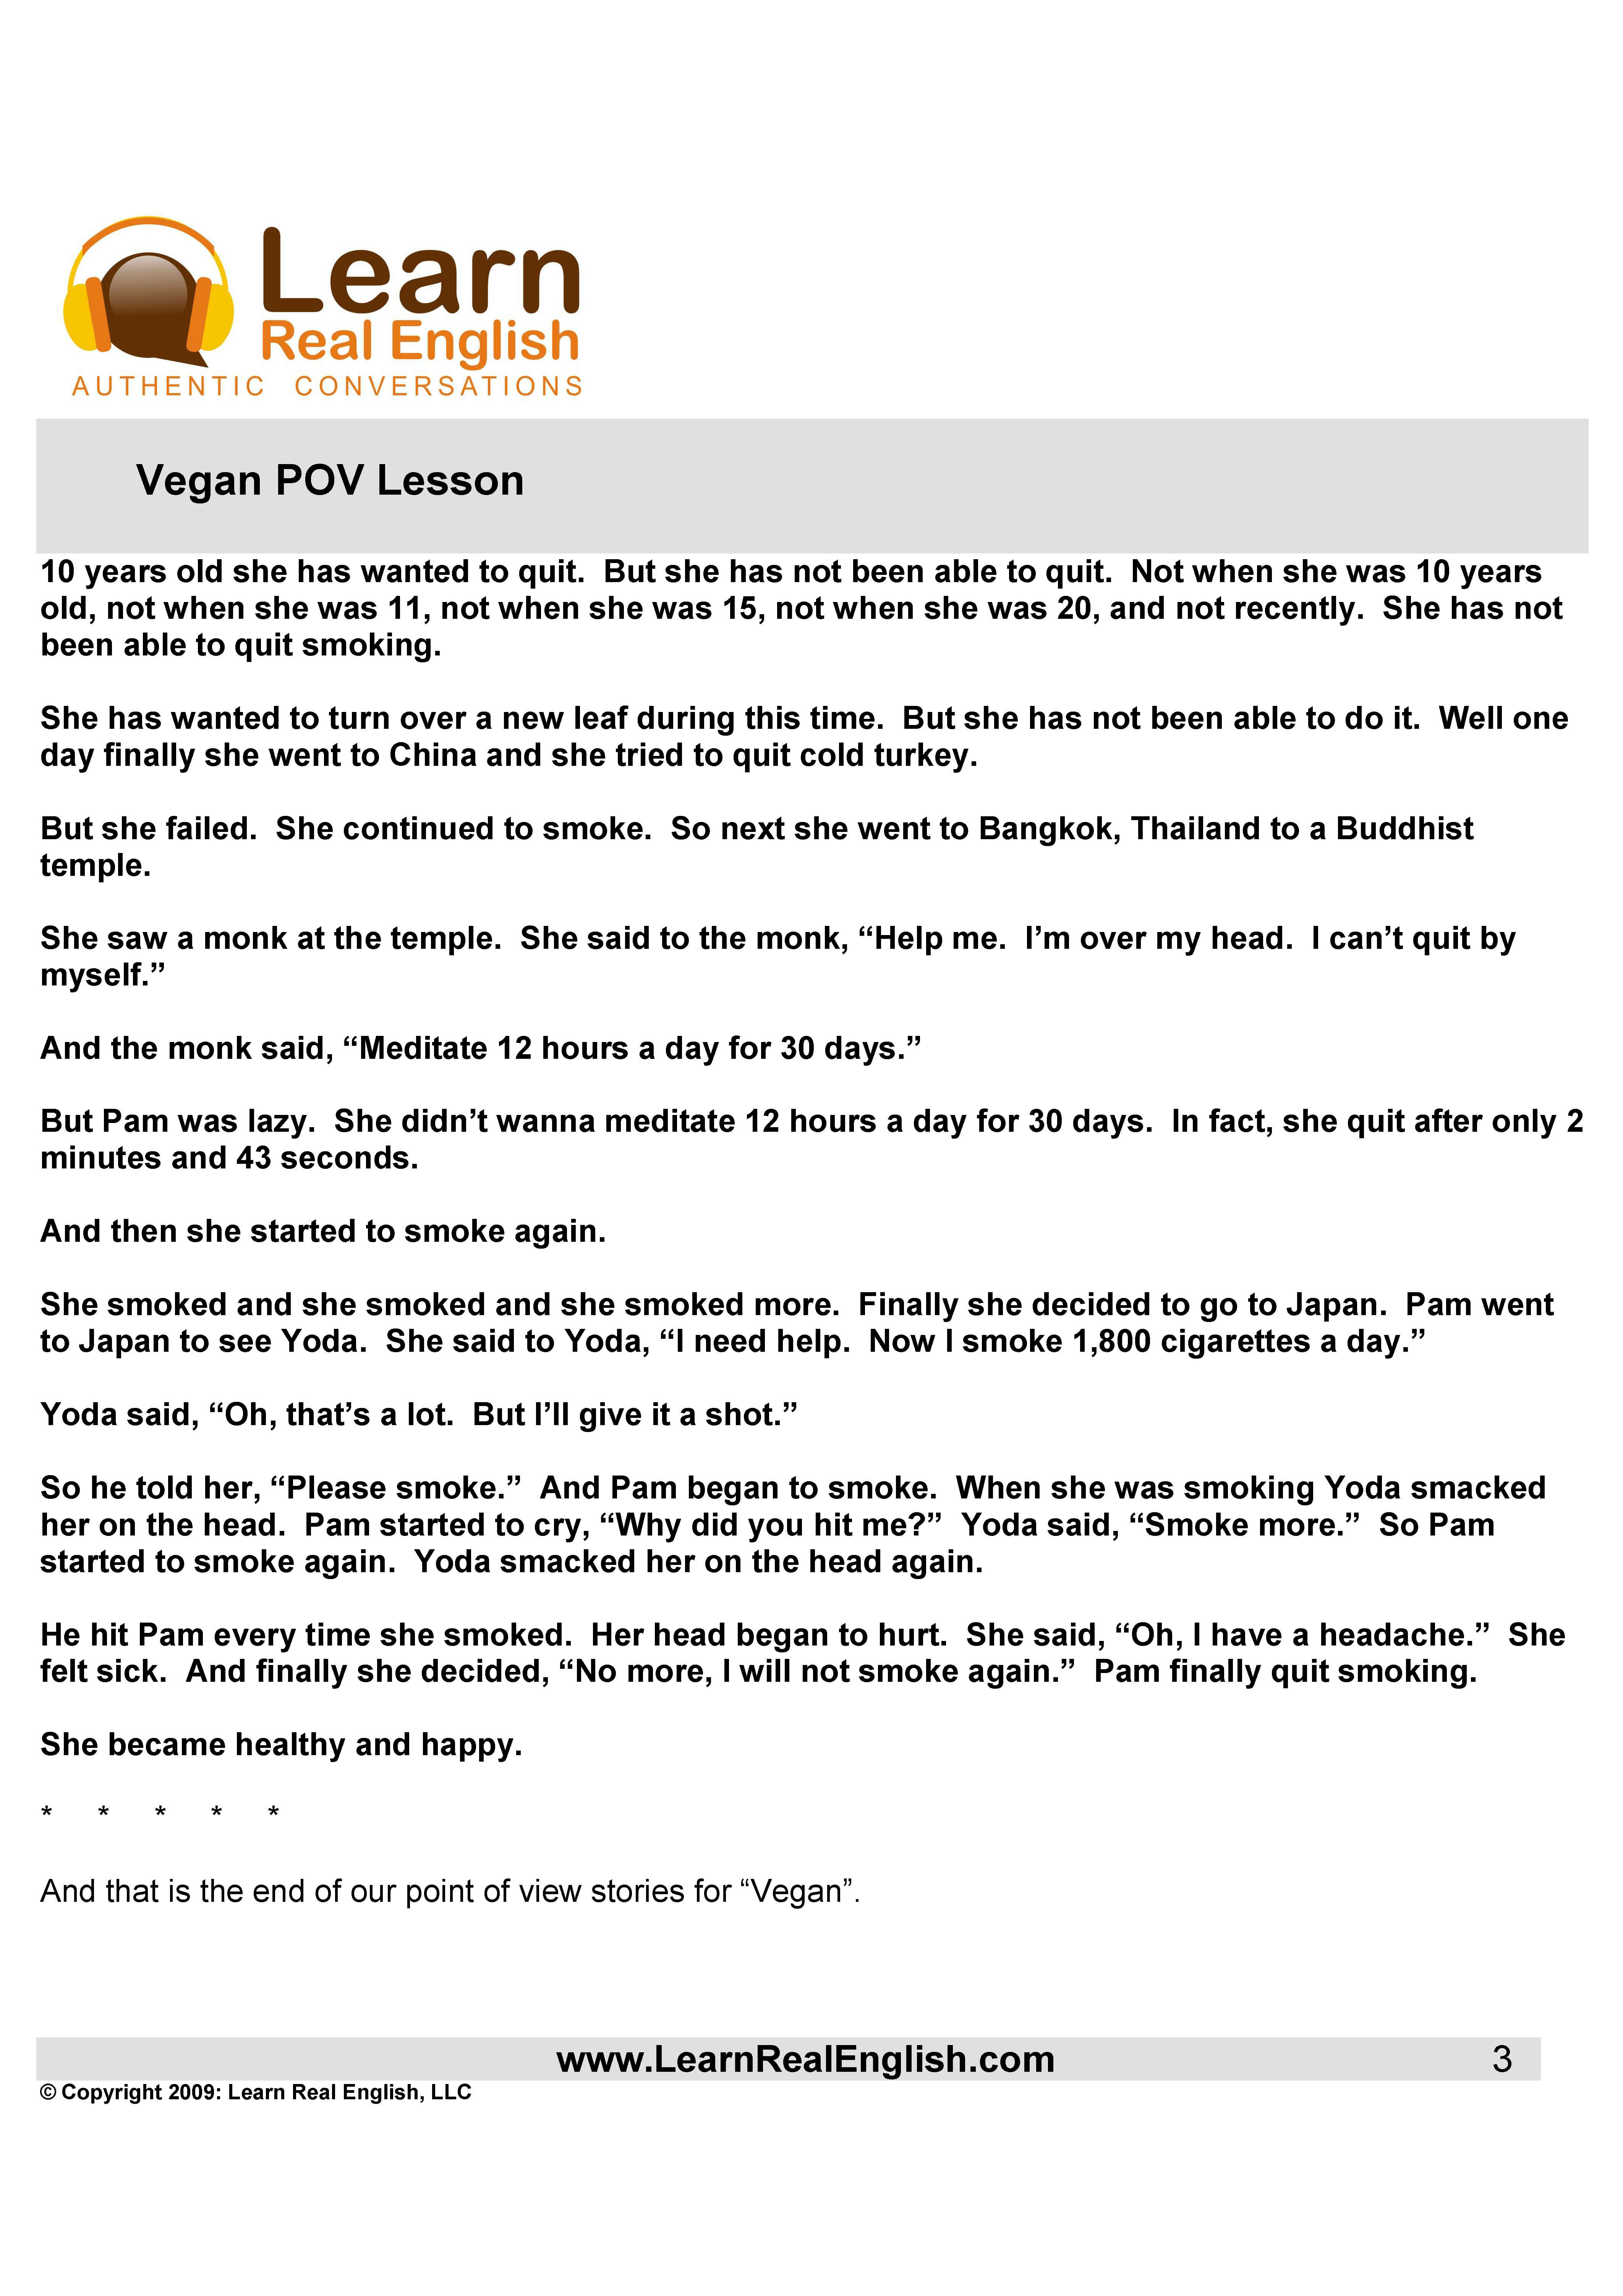 Learn
Real English
AUTHENTIC CONVERSATIONS
Vegan POV Lesson
10 years old she has wanted to quit.  But she has not been able to quit.  Not when she was 10 years
old, not when she was 11, not when she was 15, not when she was 20, and not recently.  She has not
been able to quit smoking.
She has wanted to turn over a new leaf during this time.  But she has not been able to do it.  Well one
day finally she went to China and she tried to quit cold turkey.
But she failed.  She continued to smoke.  So next she went to Bangkok, Thailand to a Buddhist
temple.
She saw a monk at the temple.  She said to the monk, “Help me.  I’m over my head.  I can’t quit by
myself.”
And the monk said, “Meditate 12 hours a day for 30 days.”
But Pam was lazy.  She didn’t wanna meditate 12 hours a day for 30 days.  In fact, she quit after only 2
minutes and 43 seconds.
And then she started to smoke again.
She smoked and she smoked and she smoked more.  Finally she decided to go to Japan.  Pam went
to Japan to see Yoda.  She said to Yoda, “I need help.  Now I smoke 1,800 cigarettes a day.”
Yoda said, “Oh, that’s a lot.  But I’ll give it a shot.”
So he told her, “Please smoke.”  And Pam began to smoke.  When she was smoking Yoda smacked
her on the head.  Pam started to cry, “Why did you hit me?”  Yoda said, “Smoke more.”  So Pam
started to smoke again.  Yoda smacked her on the head again.
He hit Pam every time she smoked.  Her head began to hurt.  She said, “Oh, I have a headache.”  She
felt sick.  And finally she decided, “No more, I will not smoke again.”  Pam finally quit smoking.
She became healthy and happy.
* * * * *
And that is the end of our point of view stories for “Vegan”.
www.LearnRealEnglish.com 3
© Copyright 2009: Learn Real English, LLC